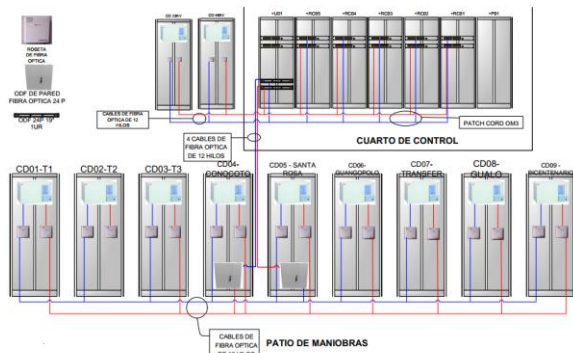 ROSETA
DE FIBRA
OPTICA
ODF DE PARED
FIBRA OPTICA 24 P
ODF 24P 19"
1UR
+U01
+RC05
+RC04
+RC03
+RC02
+RC01
CABLES DE FIBRA
OPTICA DE 12
HILOS
PATCH CORD OM3
CUARTO DE CONTROL
4 CABLES DE
FIBRA OPTICA
DE 12 HILOS
CD01-T1
CD02-T2
CD03-T3
CD04-
CONOCOTO
CD05 - SANTA
ROSA
CD06-
GUANGOPOLO
CD07-
TRANSFER
CD08-
GUALO
CD09 -
BICENTENARIO
CABLES DE
FIBRA OPTICA
PATIO DE MANIOBRAS